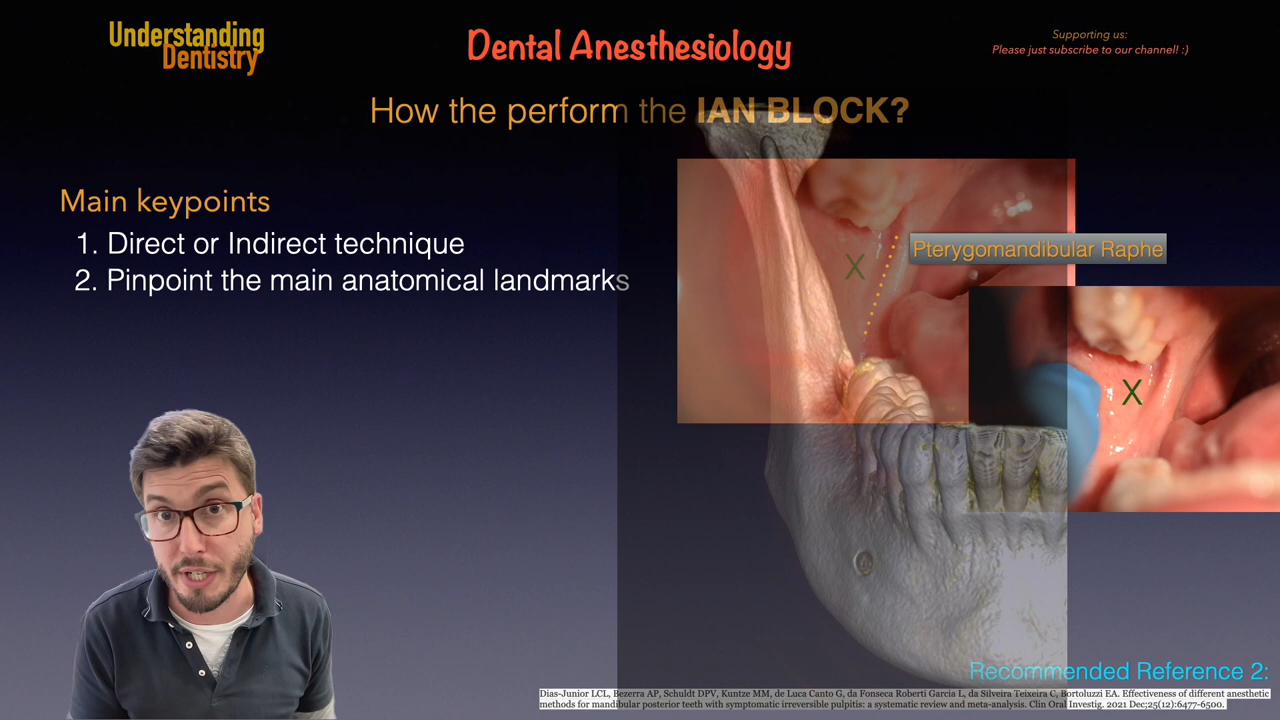 Understanding
Dentistry
Dental Anesthesiology
Supporting us:
Please just subscribe to our channel! :)
How the perform the IAN BLOCK?
Main keypoints
1. Direct or Indirect technique
2. Pinpoint the main anatomical landmarks
Pterygomandibular Raphe
X
X
Recommended Reference 2:
Dias-Junior LCL, Bezerra AP, Schuldt DPV, Kuntze MM, de Luca Canto G, da Fonseca Roberti Garcia L, da Silveira Teixeira C, Bortoluzzi EA. Effectiveness of different anesthetic
methods for mandibular posterior teeth with symptomatic irreversible pulpitis: a systematic review and meta-analysis. Clin Oral Investig. 2021 Dec;25(12):6477-6500.